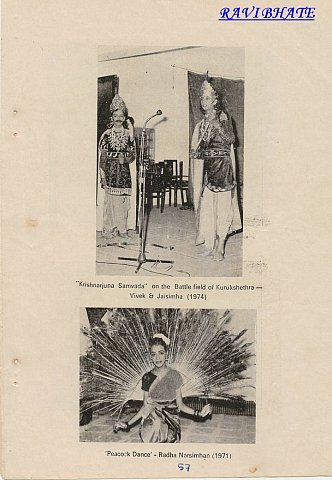 RAVIBHATE
"Krishnarjuna Samvada" on the Battle field of Kurukshethra —
Vivek & Jaisimha (1974)
'Peacock Dance' - Radha Narsimhan (1971)
57